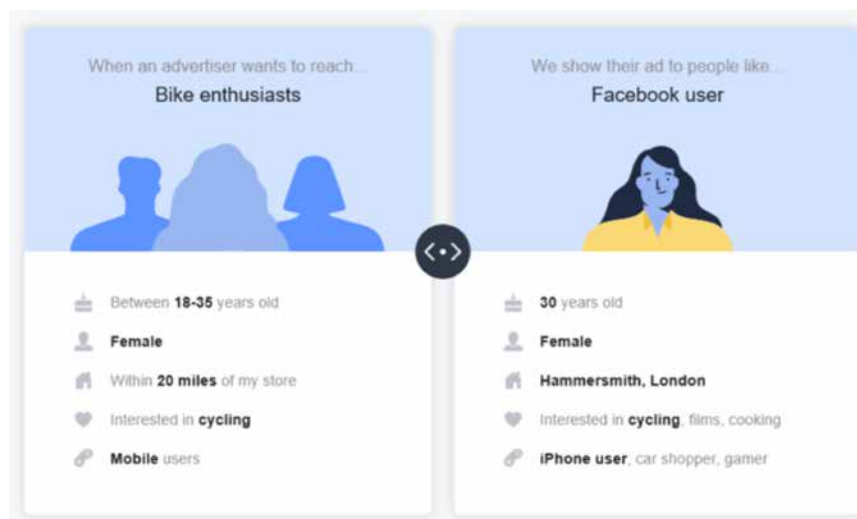 When an advertiser wants to reach...
Bike enthusiasts
Between 18-35 years old
Female
Within 20 miles of my store
Interested in cycling
Mobile users
We show their ad to people like...
Facebook user
30 years old
Female
Hammersmith, London
Interested in cycling, films, cooking
iPhone user, car shopper, gamer